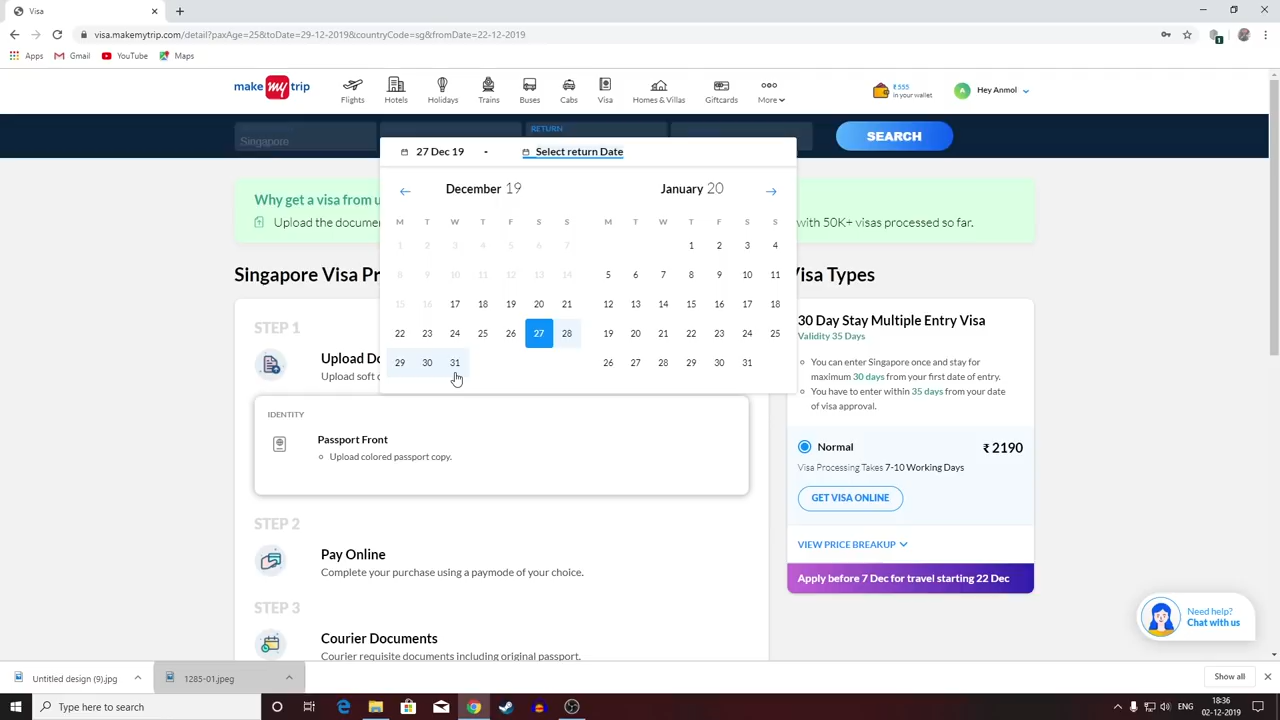 Visa
visa.makemytrip.com/detail?paxAge=25&toDate=29-12-2019&countryCode=sg&fromDate=22-12-2019
1
Apps
Gmail
YouTube
Maps
make my trip
Flights
Hotels
Holidays
Trains
Buses
Cabs
Visa
Homes & Villas
Giftcards
More
₹ 555
in your wallet
A
Hey Anmol
Singapore
RETURN
SEARCH
27 Dec 19 - Select return Date
Why get a visa from u
Upload the docume
with 50K+ visas processed so far.
December 19
M T W T F S S
1 2 3 4 5 6 7
8 9 10 11 12 13 14
15 16 17 18 19 20 21
22 23 24 25 26 27 28
29 30 31
January 20
M T W T F S S
1 2 3 4
5 6 7 8 9 10 11
12 13 14 15 16 17 18
19 20 21 22 23 24 25
26 27 28 29 30 31
Singapore Visa Pr
STEP 1
Upload Do
Upload soft c
IDENTITY
Passport Front
Upload colored passport copy.
STEP 2
Pay Online
Complete your purchase using a paymode of your choice.
STEP 3
Courier Documents
Courier requisite documents including original passport.
Visa Types
30 Day Stay Multiple Entry Visa
Validity 35 Days
You can enter Singapore once and stay for
maximum 30 days from your first date of entry.
You have to enter within 35 days from your date
of visa approval.
Normal ₹ 2190
Visa Processing Takes 7-10 Working Days
GET VISA ONLINE
VIEW PRICE BREAKUP
Apply before 7 Dec for travel starting 22 Dec
Need help?
Chat with us
Untitled design (9).jpg
1285-01.jpeg
Show all
Type here to search
ENG
18:36
02-12-2019